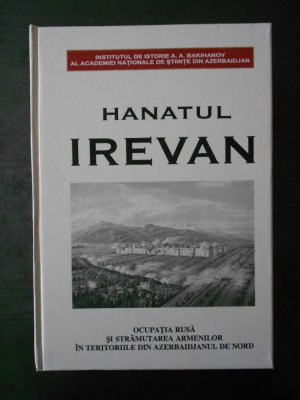 INSTITUTUL DE ISTORIE A. A. BAKIHANOV
AL ACADEMIEI NAȚIONALE DE ȘTIINȚE DIN AZERBAIDJAN
HANATUL
IREVAN
OCUPAȚIA RUSĂ
ȘI STRĂMUTAREA ARMENILOR
ÎN TERITORIILE DIN AZERBAIDJANUL DE NORD